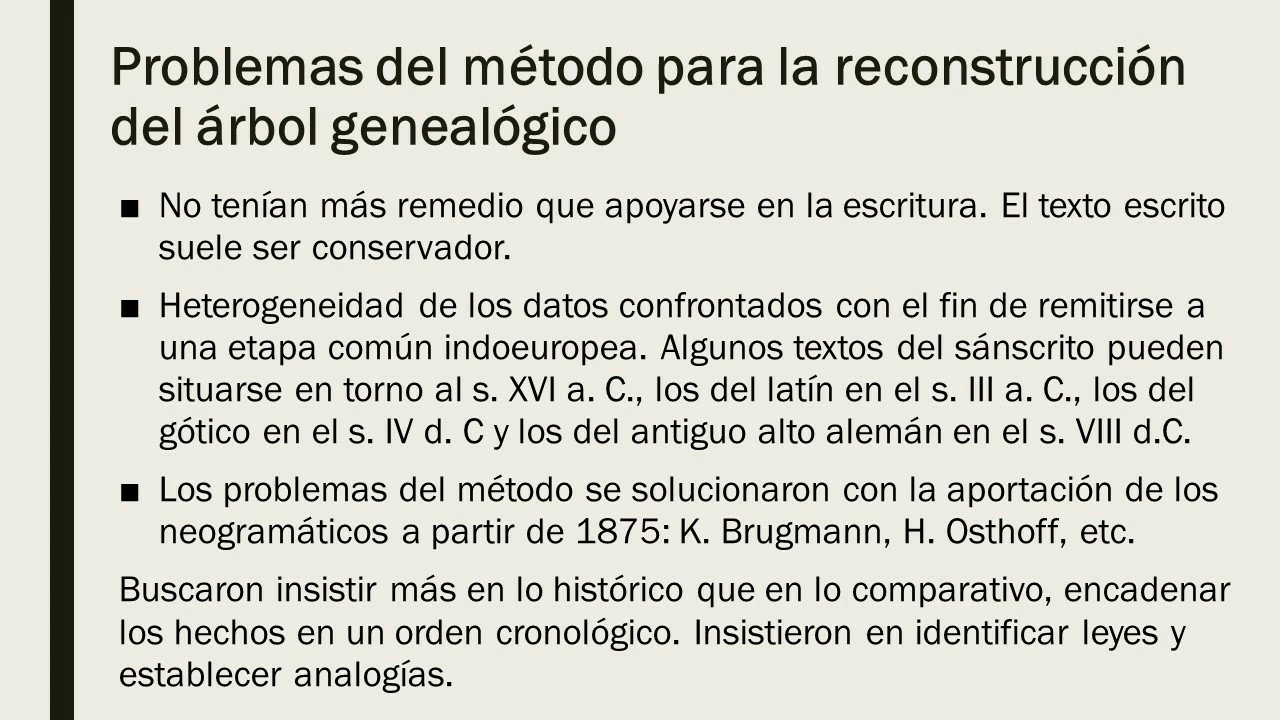 Problemas del método para la reconstrucción
del árbol genealógico
■ No tenían más remedio que apoyarse en la escritura. El texto escrito
suele ser conservador.
■ Heterogeneidad de los datos confrontados con el fin de remitirse a
una etapa común indoeuropea. Algunos textos del sánscrito pueden
situarse en torno al s. XVI a. C., los del latín en el s. III a. C., los del
gótico en el s. IV d. C y los del antiguo alto alemán en el s. VIII d.C.
■ Los problemas del método se solucionaron con la aportación de los
neogramáticos a partir de 1875: K. Brugmann, H. Osthoff, etc.
Buscaron insistir más en lo histórico que en lo comparativo, encadenar
los hechos en un orden cronológico. Insistieron en identificar leyes y
establecer analogías.